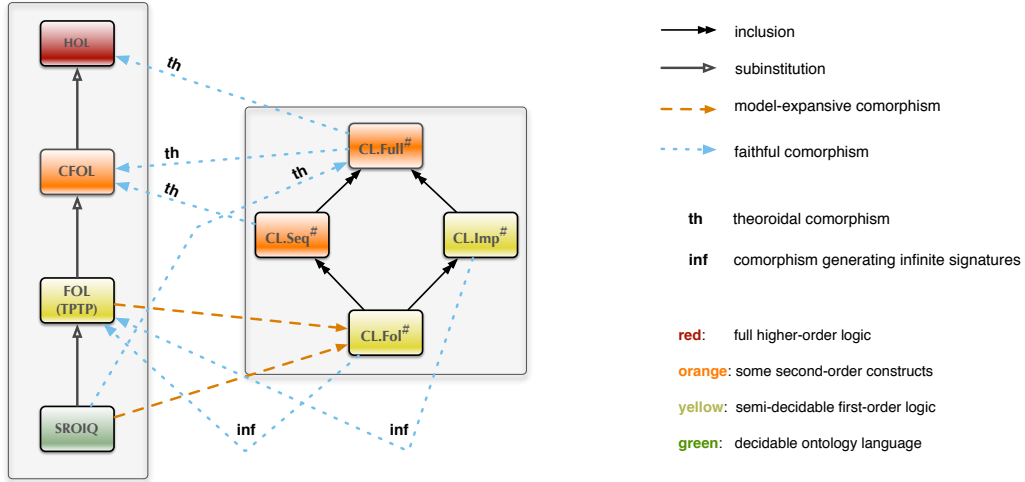 HOL
th
CL.Full#
CFOL
th
th
th
CL.Seq#
CL.Imp#
FOL
(TPTP)
CL.Fol#
SROIQ
inf
inf
inclusion
subinstitution
model-expansive comorphism
faithful comorphism
th theoroidal comorphism
inf comorphism generating infinite signatures
red: full higher-order logic
orange: some second-order constructs
yellow: semi-decidable first-order logic
green: decidable ontology language